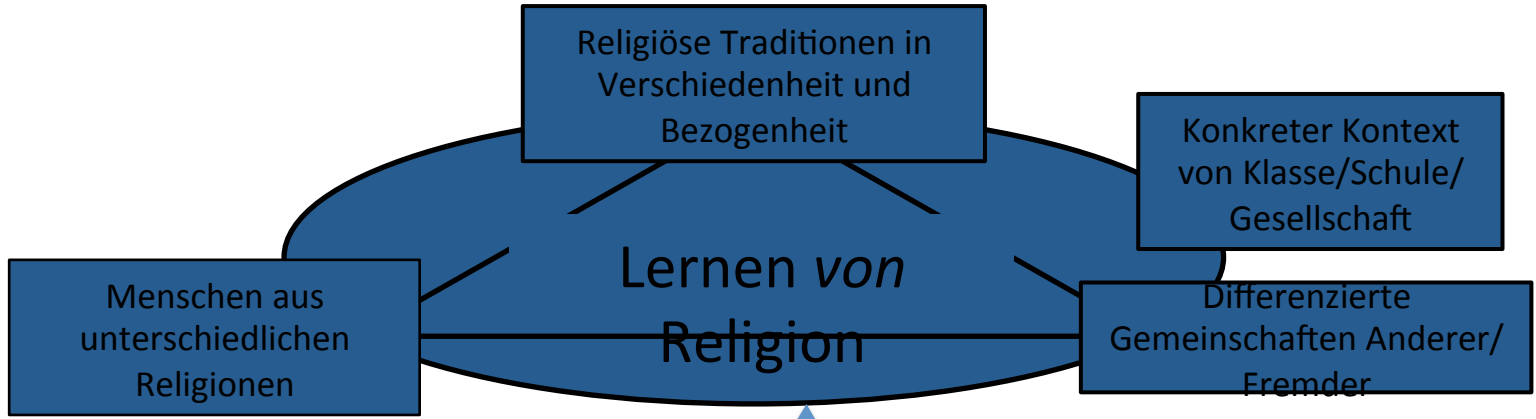 Religiöse Traditionen in
Verschiedenheit und
Bezogenheit
Konkreter Kontext
von Klasse/Schule/
Gesellschaft
Lernen von
Religion
Menschen aus
unterschiedlichen
Religionen
Differenzierte
Gemeinschaften Anderer/
Fremder